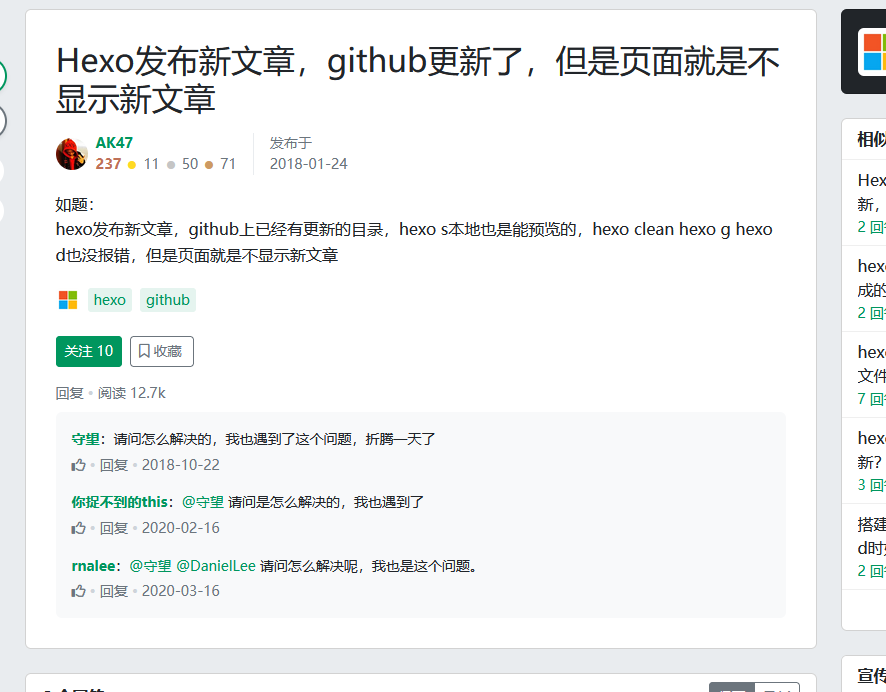 Hexo发布新文章，github更新了，但是页面就是不
显示新文章
AK47
237 11 50 71
发布于
2018-01-24
如题：
hexo发布新文章，github上已经有更新的目录，hexo s本地也是能预览的，hexo clean hexo g hexo
d也没报错，但是页面就是不显示新文章
hexo github
关注 10 收藏
回复 • 阅读 12.7k
守望：请问怎么解决的，我也遇到了这个问题，折腾一天了
• 回复 • 2018-10-22
你捉不到的this：@守望 请问是怎么解决的，我也遇到了
• 回复 • 2020-02-16
rnalee：@守望 @DanielLee 请问怎么解决呢，我也是这个问题。
• 回复 • 2020-03-16
相似
Hex
新，
2 回
hexo
成的
2 回
hexo
文件
7 回
hexo
新？
3 回
搭建
d时
2 回
宣传